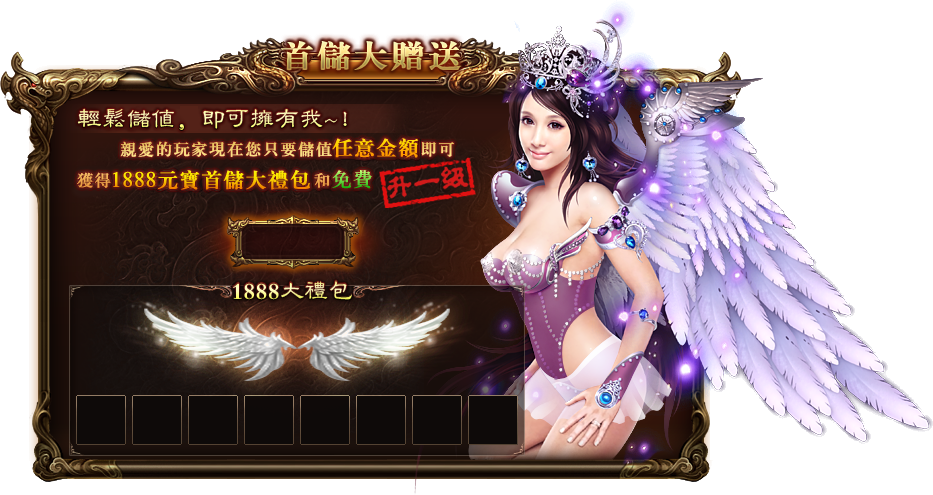 首儲大贈送
輕鬆儲值，即可擁有我~!
親愛的玩家現在您只要儲值任意金額即可
獲得1888元寶首儲大禮包和免費 升一級
1888大禮包